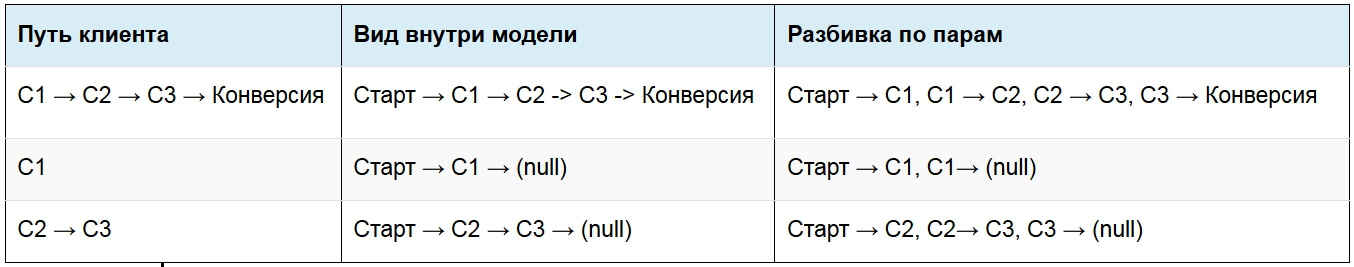 Путь клиента Вид внутри модели Разбивка по парам
C1 → C2 → C3 → Конверсия Старт → C1 → C2 -> C3 -> Конверсия Старт → C1, C1 → C2, C2 → C3, C3 → Конверсия
C1 Старт → C1 → (null) Старт → C1, C1→ (null)
C2 → C3 Старт → C2 → C3 → (null) Старт → C2, C2→ C3, C3 → (null)